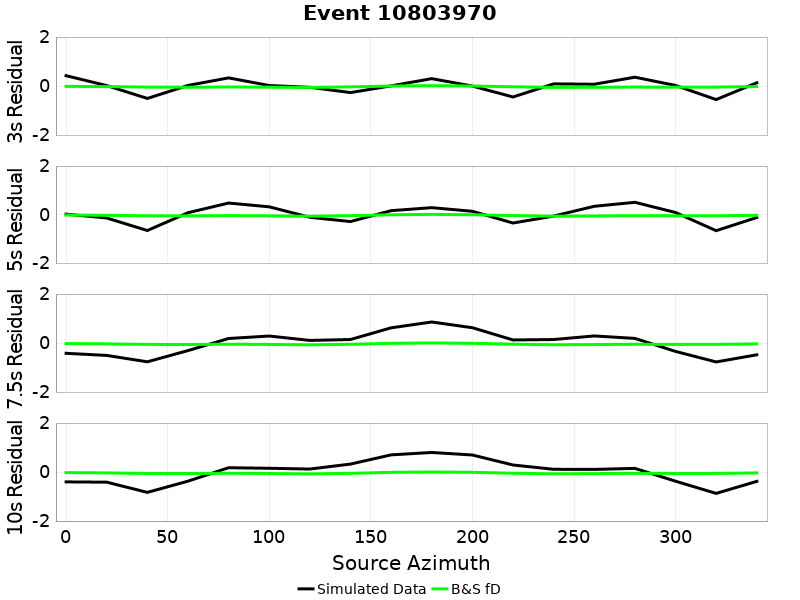 Event 10803970
3s Residual
2
0
-2
5s Residual
2
0
-2
7.5s Residual
2
0
-2
10s Residual
2
0
-2
0 50 100 150 200 250 300
Source Azimuth
Simulated Data B&S fD